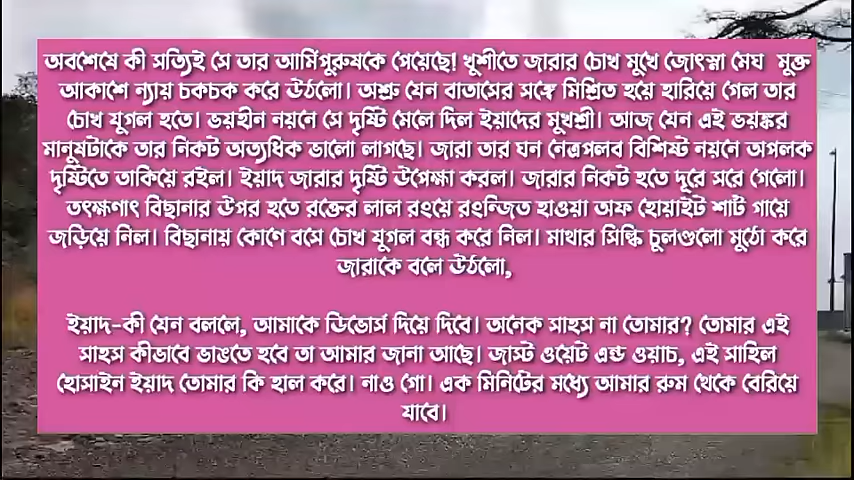 অবশেষে কী সত্যিই সে তার আর্মিপুরুষকে পেয়েছে! খুশীতে জারার চোখ মুখে জোৎস্না মেঘ মুক্ত
আকাশে ন্যায় চকচক করে উঠলো। অশ্রু যেন বাতাসের সঙ্গে মিশ্রিত হয়ে হারিয়ে গেল তার
চোখ যুগল হতে। ভয়হীন নয়নে সে দৃষ্টি মেলে দিল ইয়াদের মুখশ্রী। আজ যেন এই ভয়ঙ্কর
মানুষটাকে তার নিকট অত্যধিক ভালো লাগছে। জারা তার ঘন নেত্রপলব বিশিষ্ট নয়নে অপলক
দৃষ্টিতে তাকিয়ে রইল। ইয়াদ জারার দৃষ্টি উপেক্ষা করল। জারার নিকট হতে দূরে সরে গেলো।
তৎক্ষণাৎ বিছানার উপর হতে রক্তের লাল রংয়ে রংন্জিত হাওয়া অফ হোয়াইট শার্ট গায়ে
জড়িয়ে নিল। বিছানায় কোণে বসে চোখ যুগল বন্ধ করে নিল। মাথার সিল্কি চুলগুলো মুঠো করে
জারাকে বলে উঠলো,
ইয়াদ-কী যেন বললে, আমাকে ডিভোর্স দিয়ে দিবে। অনেক সাহস না তোমার? তোমার এই
সাহস কীভাবে ভাঙতে হবে তা আমার জানা আছে। জাস্ট ওয়েট এন্ড ওয়াচ, এই সাহিল
হোসাইন ইয়াদ তোমার কি হাল করে। নাও গো। এক মিনিটের মধ্যে আমার রুম থেকে বেরিয়ে
যাবে।